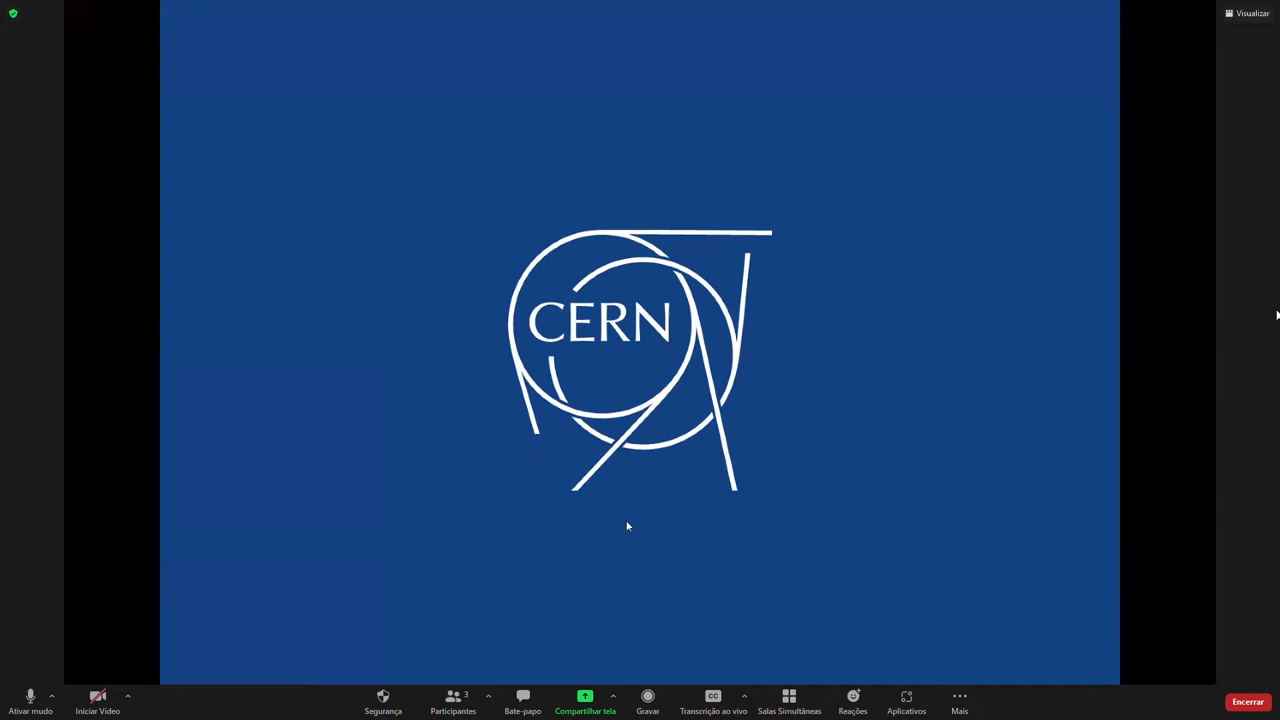 Visualizar
CERN
Ativar mudo
Iniciar Vídeo
Segurança
Participantes
3
Bate-papo
Compartilhar tela
Gravar
CC
Transcrição ao vivo
Salas Simultâneas
Reações
Aplicativos
Mais
Encerrar